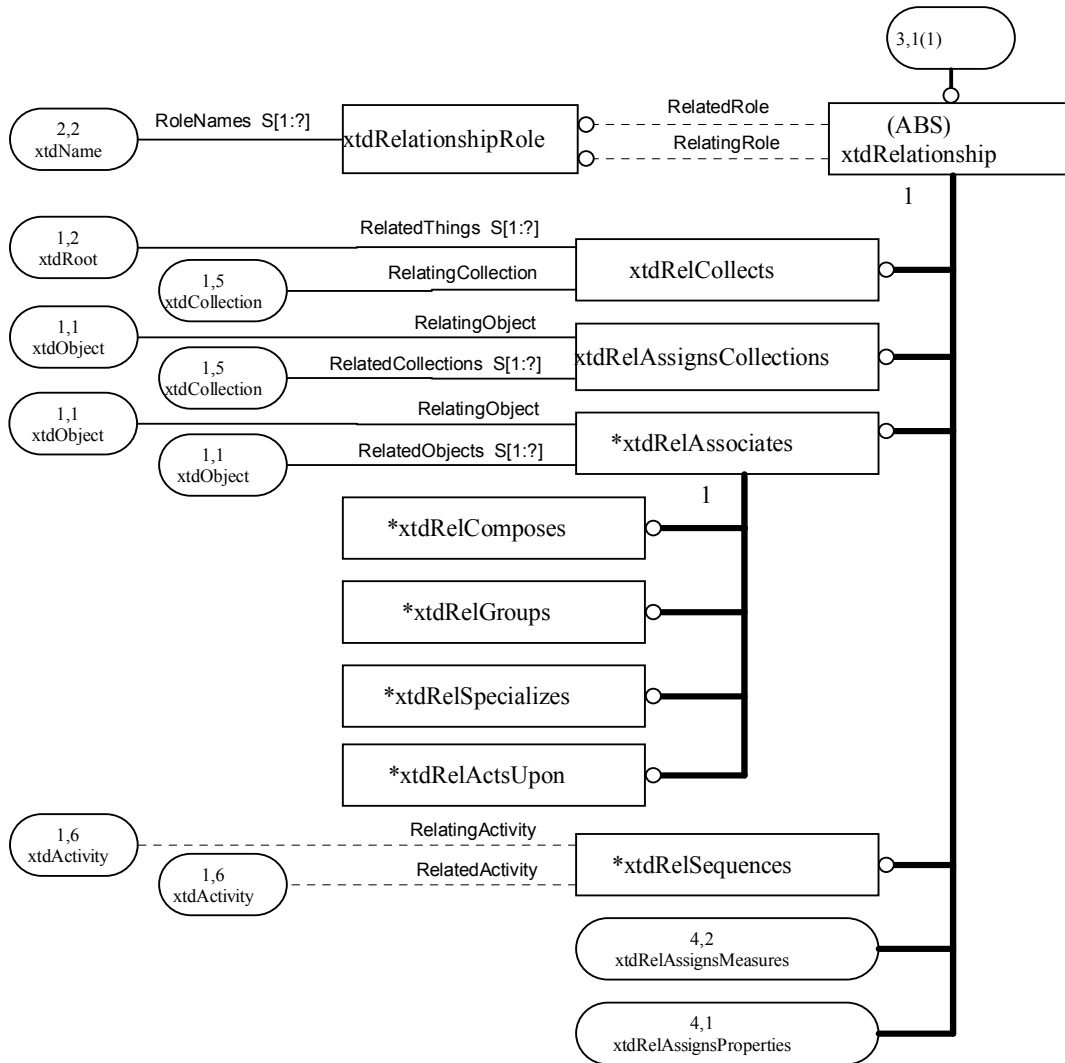 3,1(1)
2,2
xtdName
RoleNames S[1:?]
xtdRelationshipRole
RelatedRole
RelatingRole
(ABS)
xtdRelationship
1
1,2
xtdRoot
RelatedThings S[1:?]
1,5
xtdCollection
RelatingCollection
xtdRelCollects
1,1
xtdObject
RelatingObject
1,5
xtdCollection
RelatedCollections S[1:?]
xtdRelAssignsCollections
1,1
xtdObject
RelatingObject
1,1
xtdObject
RelatedObjects S[1:?]
*xtdRelAssociates
1
*xtdRelComposes
*xtdRelGroups
*xtdRelSpecializes
*xtdRelActsUpon
1,6
xtdActivity
RelatingActivity
1,6
xtdActivity
RelatedActivity
*xtdRelSequences
4,2
xtdRelAssignsMeasures
4,1
xtdRelAssignsProperties